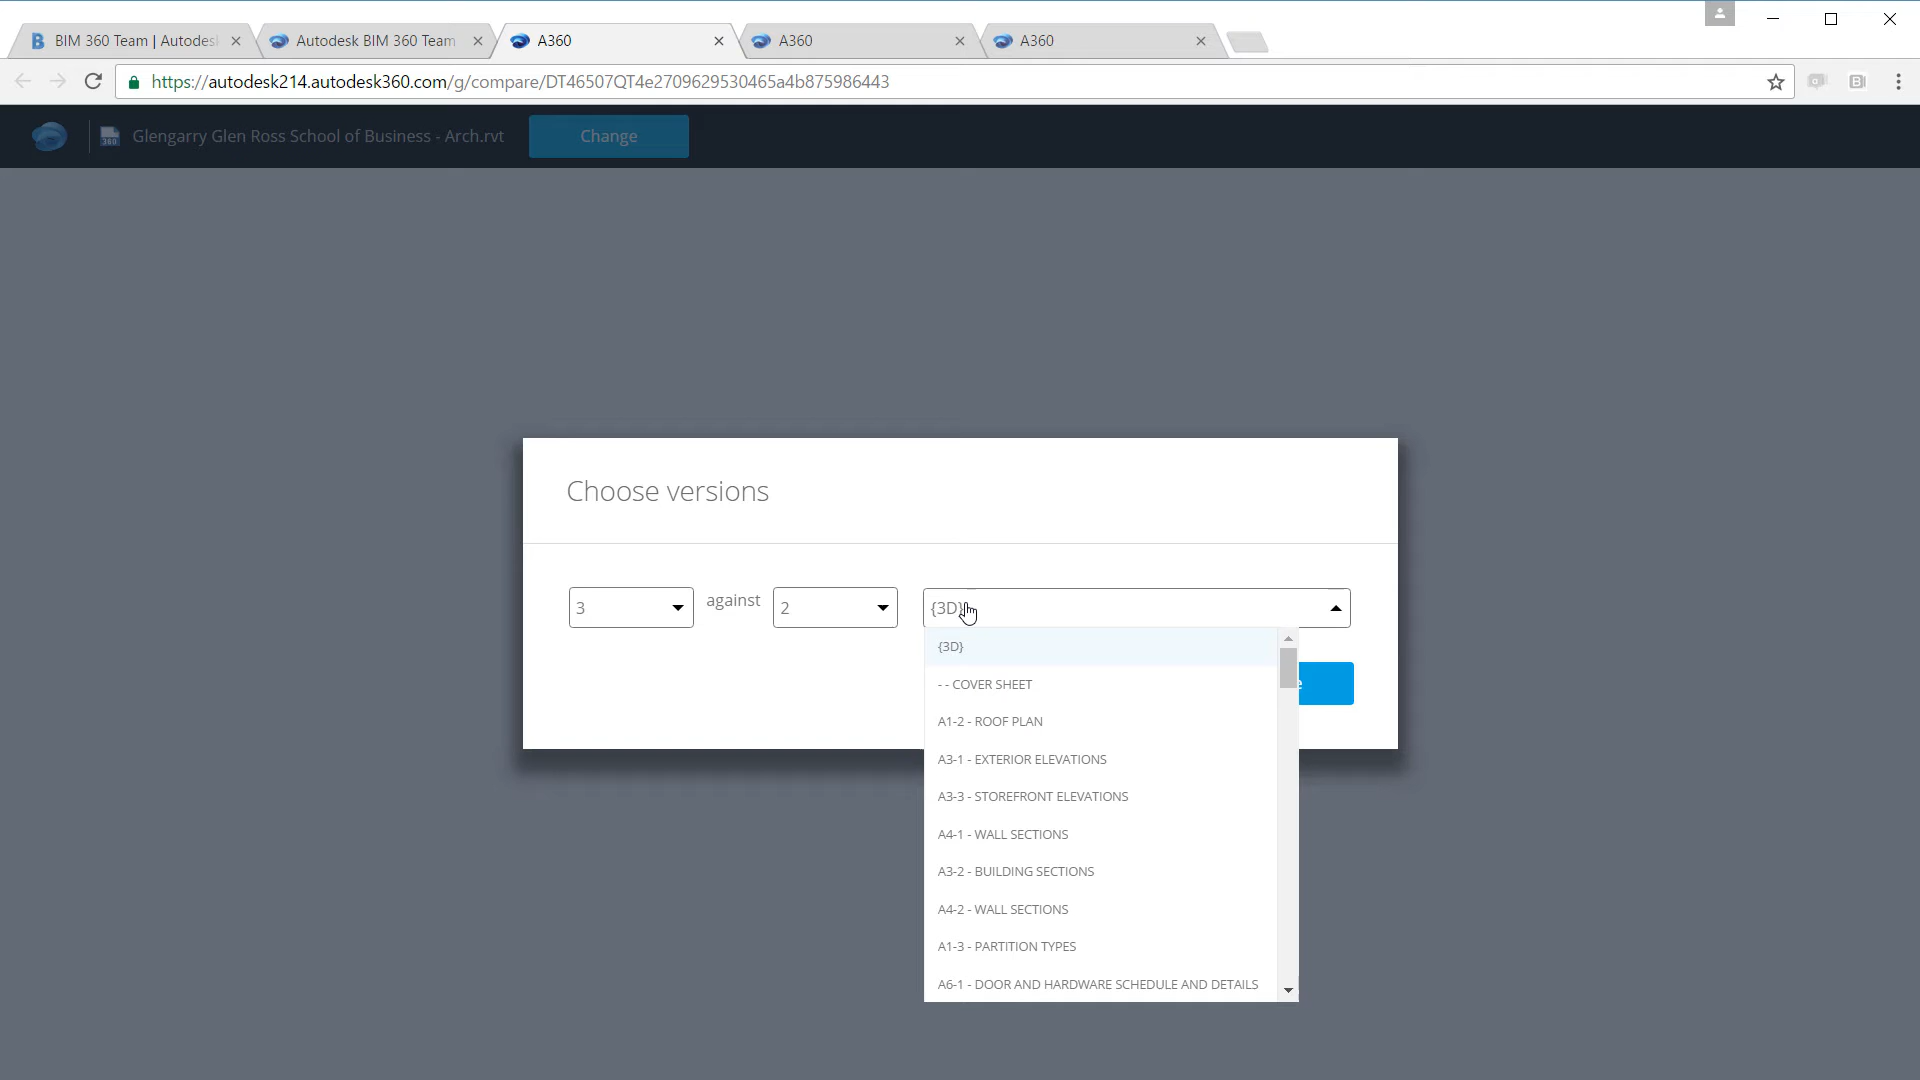 BIM 360 Team | Autodes
Autodesk BIM 360 Team
A360
A360
A360
https://autodesk214.autodesk360.com/g/compare/DT46507QT4e2709629530465a4b875986443
Glengarry Glen Ross School of Business - Arch.rvt
Change
Choose versions
3
against
2
{3D}
{3D}
- - COVER SHEET
A1-2 - ROOF PLAN
A3-1 - EXTERIOR ELEVATIONS
A3-3 - STOREFRONT ELEVATIONS
A4-1 - WALL SECTIONS
A3-2 - BUILDING SECTIONS
A4-2 - WALL SECTIONS
A1-3 - PARTITION TYPES
A6-1 - DOOR AND HARDWARE SCHEDULE AND DETAILS